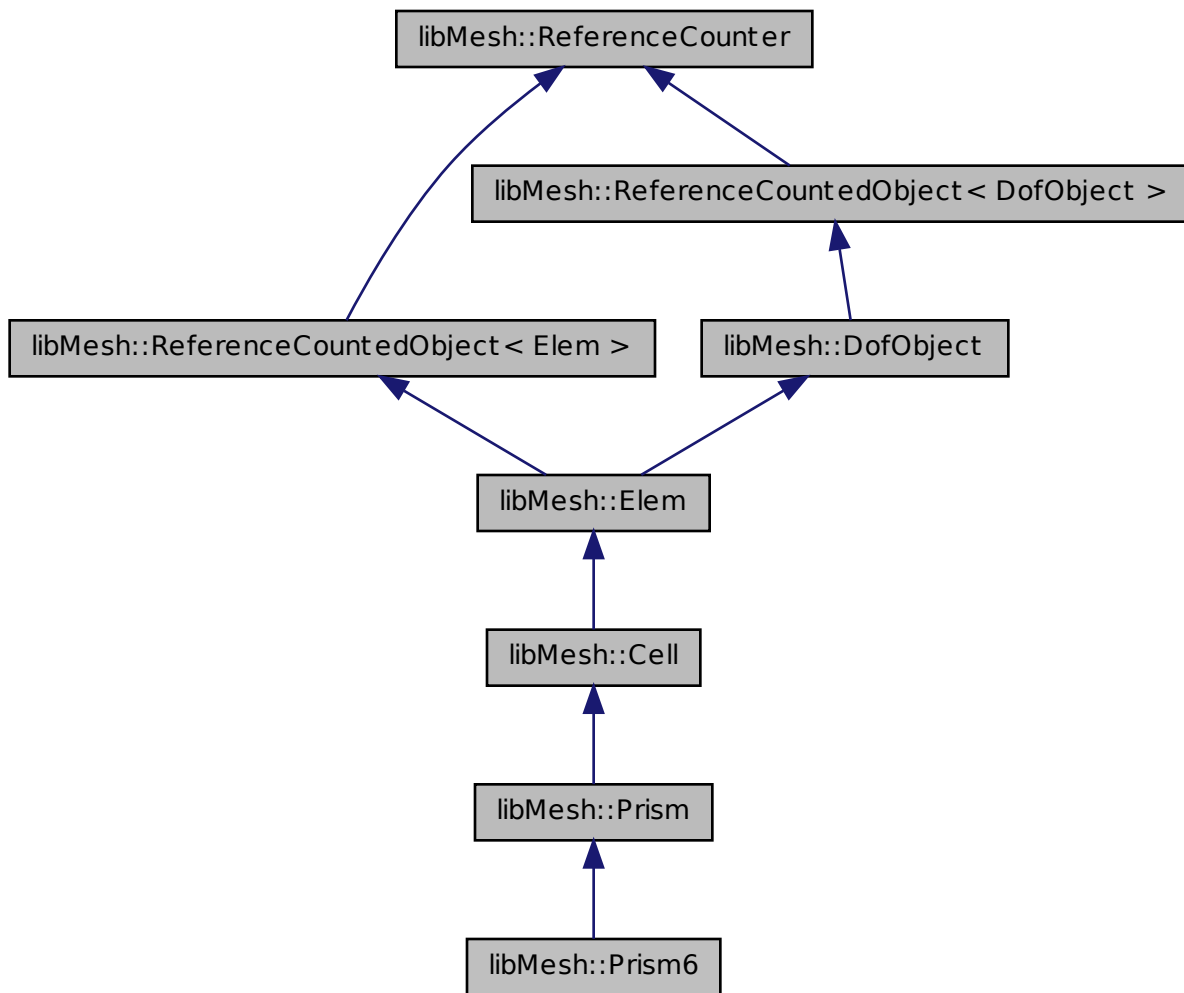 libMesh::ReferenceCounter
libMesh::ReferenceCountedObject< DofObject >
libMesh::ReferenceCountedObject< Elem >
libMesh::DofObject
libMesh::Elem
libMesh::Cell
libMesh::Prism
libMesh::Prism6